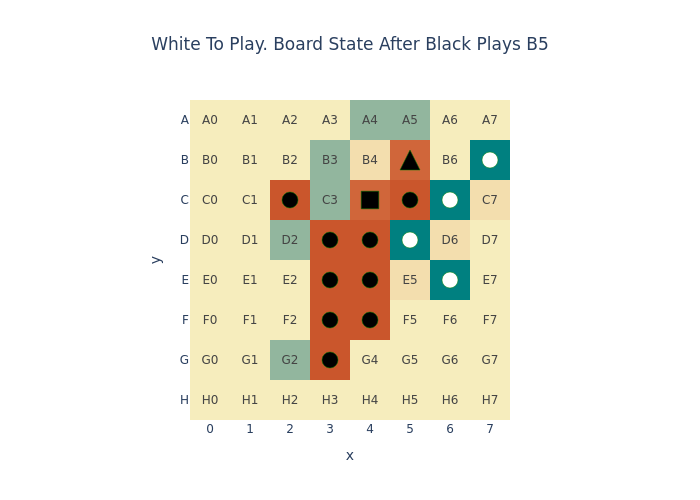 White To Play. Board State After Black Plays B5
A A0 A1 A2 A3 A4 A5 A6 A7
B B0 B1 B2 B3 B4 B6
C C0 C1 C3 C7
D D0 D1 D2 D6 D7
y
E E0 E1 E2 E5 E7
F F0 F1 F2 F5 F6 F7
G G0 G1 G2 G4 G5 G6 G7
H H0 H1 H2 H3 H4 H5 H6 H7
0 1 2 3 4 5 6 7
x